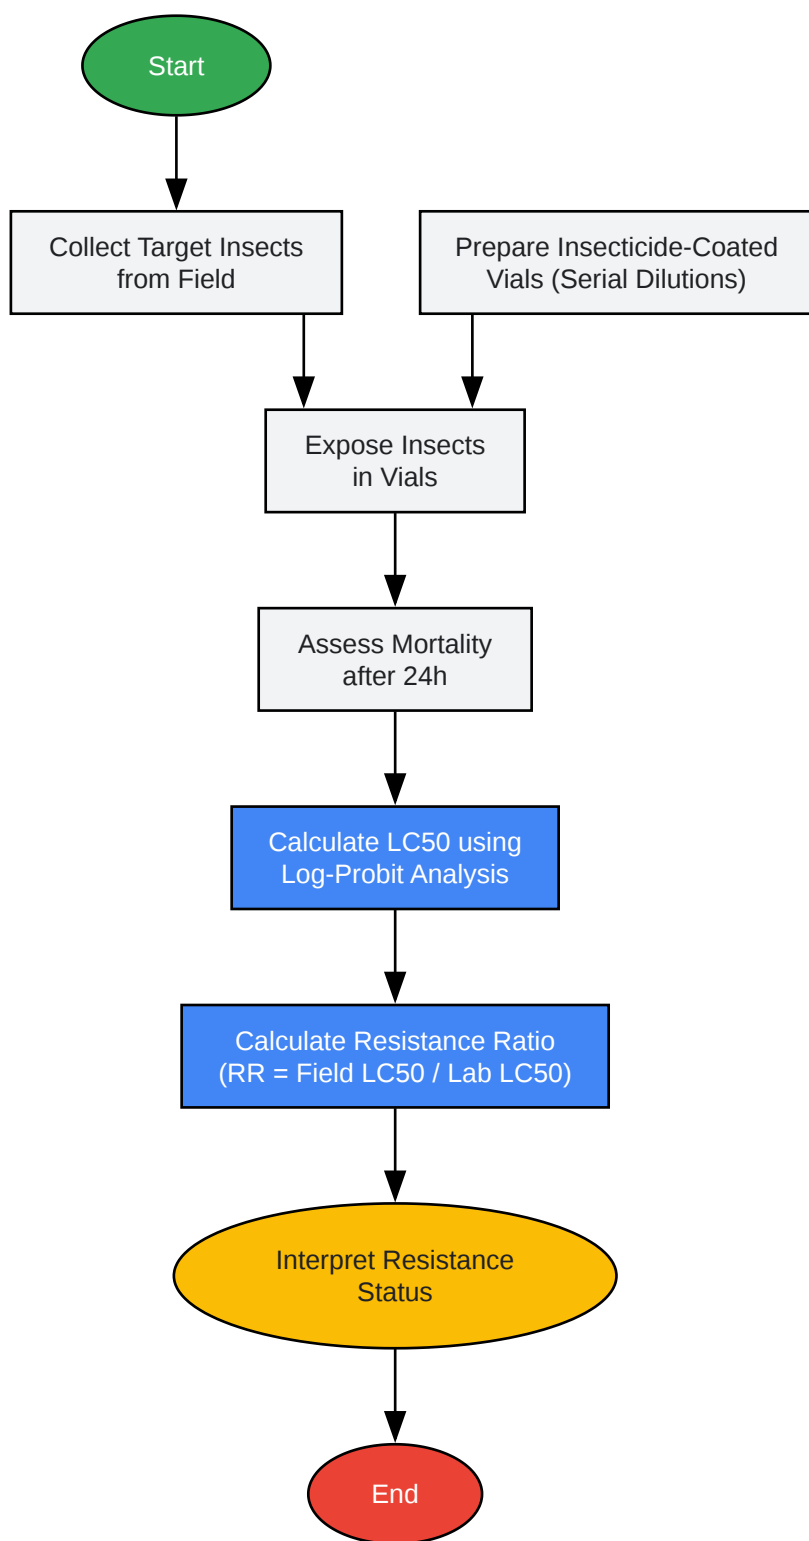 Start
Collect Target Insects
from Field
Prepare Insecticide-Coated
Vials (Serial Dilutions)
Expose Insects
in Vials
Assess Mortality
after 24h
Calculate LC50 using
Log-Probit Analysis
Calculate Resistance Ratio
(RR = Field LC50 / Lab LC50)
Interpret Resistance
Status
End